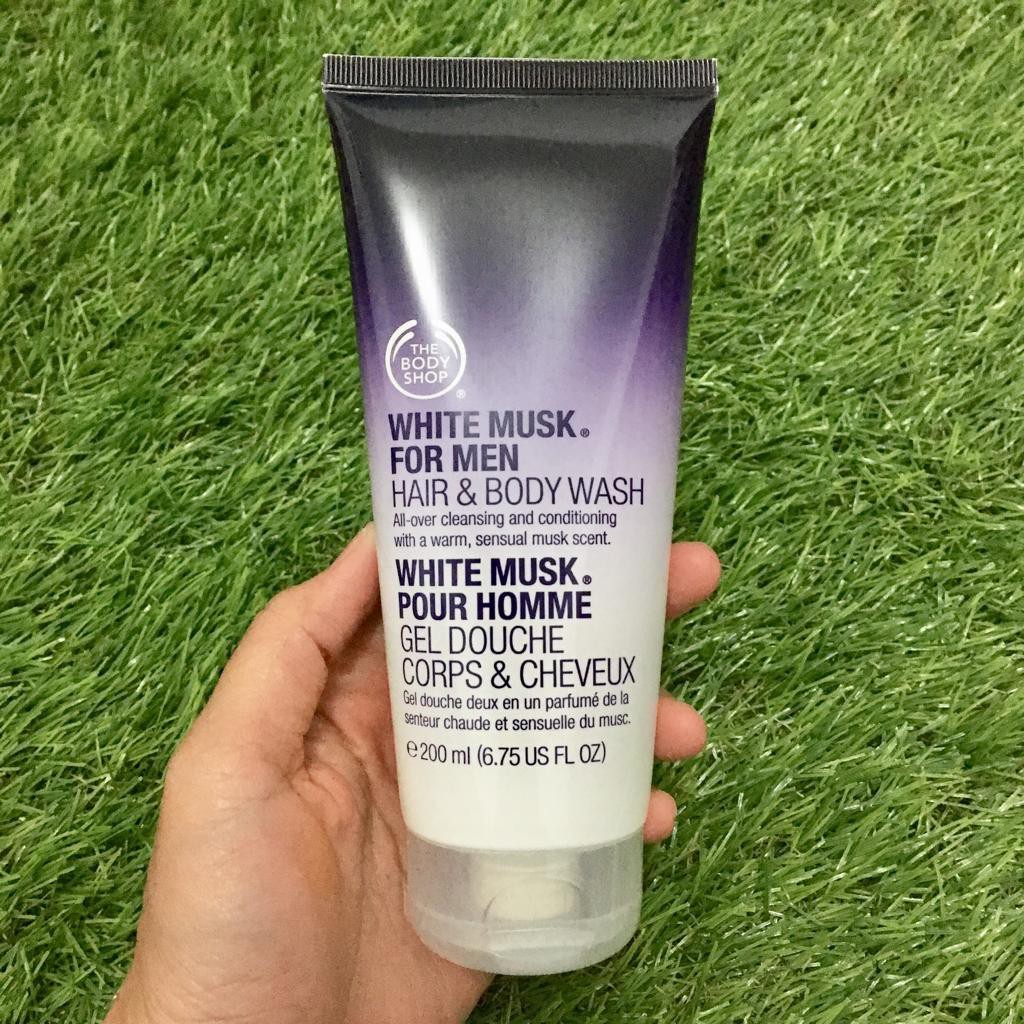 THE
BODY
SHOP®
WHITE MUSK®
FOR MEN
HAIR & BODY WASH
All-over cleansing and conditioning
with a warm, sensual musk scent.
WHITE MUSK®
POUR HOMME
GEL DOUCHE
CORPS & CHEVEUX
Gel douche deux en un parfumé de la
senteur chaude et sensuelle du musc.
℮ 200 ml (6.75 US FL OZ)